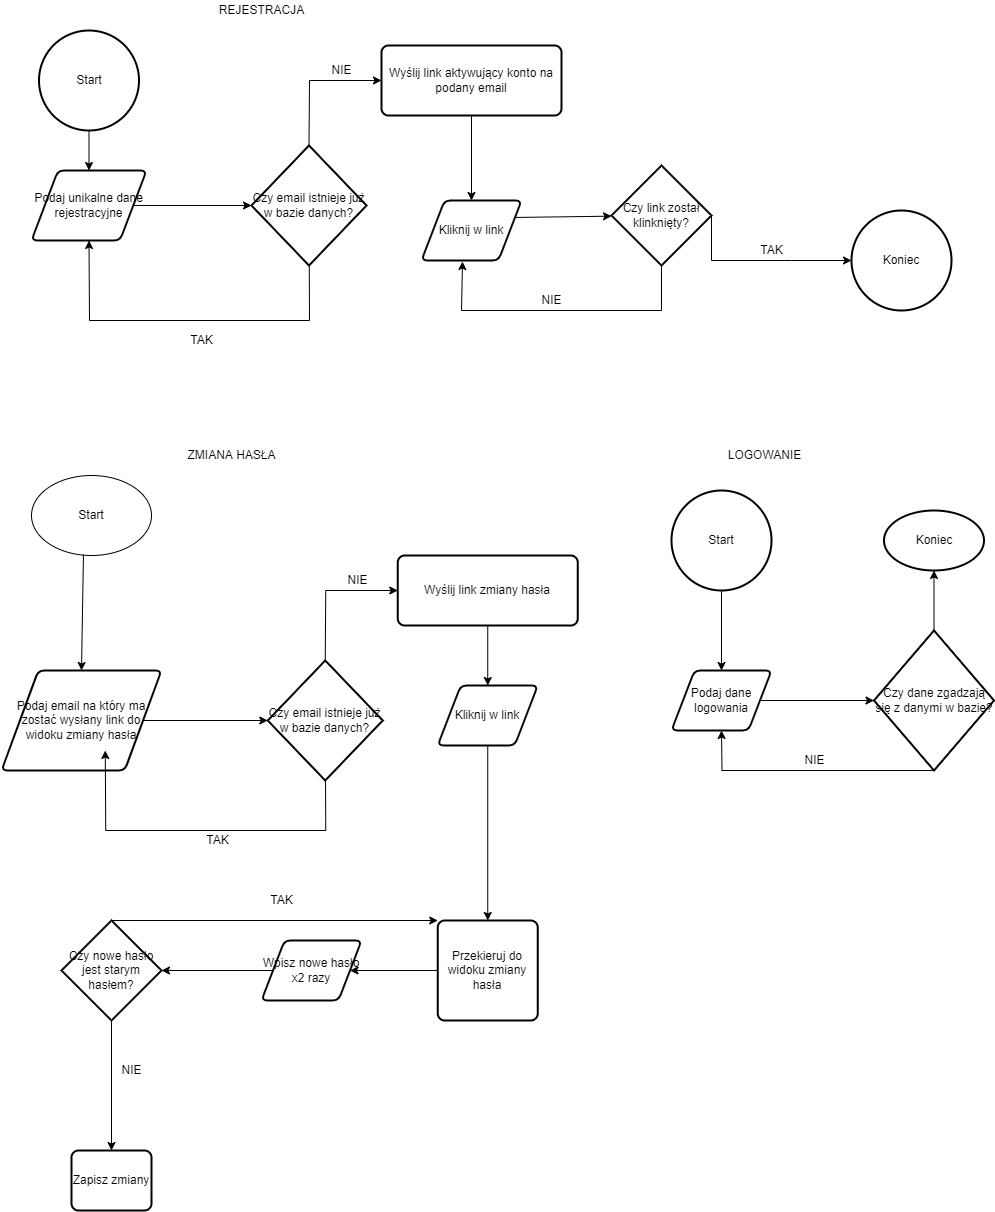 REJESTRACJA
Start
NIE
Wyślij link aktywujący konto na
podany email
Podaj unikalne dane
rejestracyjne
Czy email istnieje już
w bazie danych?
Kliknij w link
Czy link został
klinknięty?
TAK
Koniec
NIE
TAK
ZMIANA HASŁA
Start
NIE
Wyślij link zmiany hasła
Podaj email na który ma
zostać wysłany link do
widoku zmiany hasła
Czy email istnieje już
w bazie danych?
Kliknij w link
TAK
TAK
Czy nowe hasło
jest starym
hasłem?
Wpisz nowe hasło
x2 razy
Przekieruj do
widoku zmiany
hasła
NIE
Zapisz zmiany
LOGOWANIE
Start
Koniec
Podaj dane
logowania
Czy dane zgadzają
się z danymi w bazie?
NIE